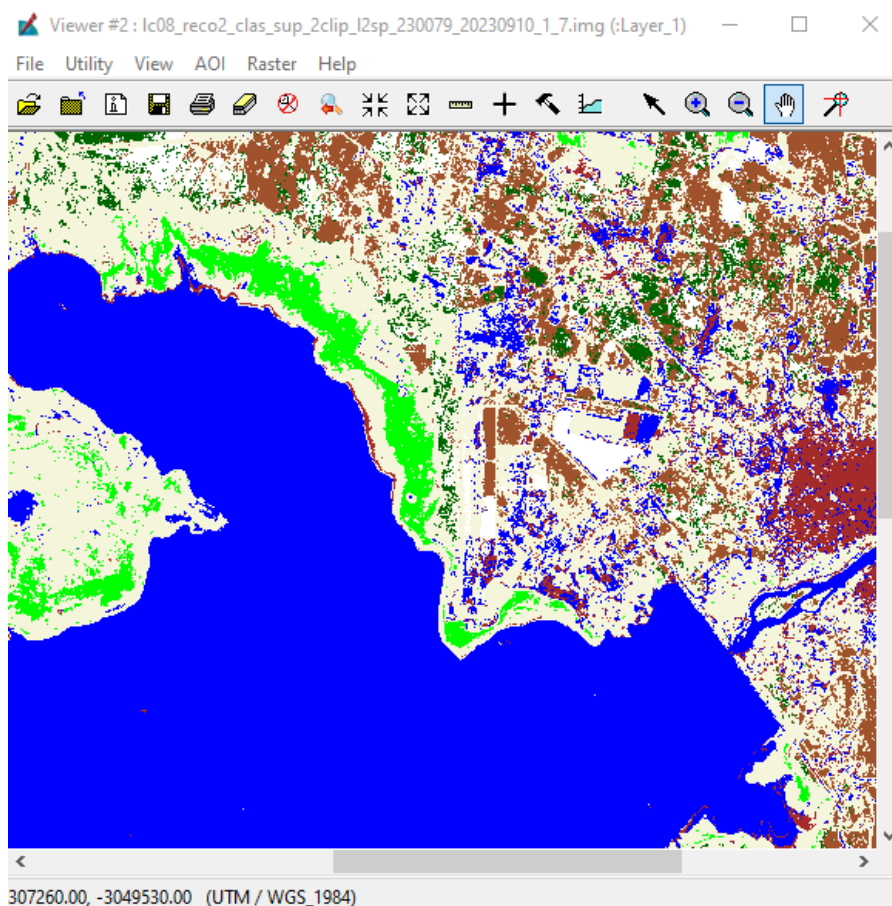 Viewer #2 : lc08_reco2_clas_sup_2clip_l2sp_230079_20230910_1_7.img (:Layer_1)
File Utility View AOI Raster Help
307260.00, -3049530.00 (UTM / WGS_1984)